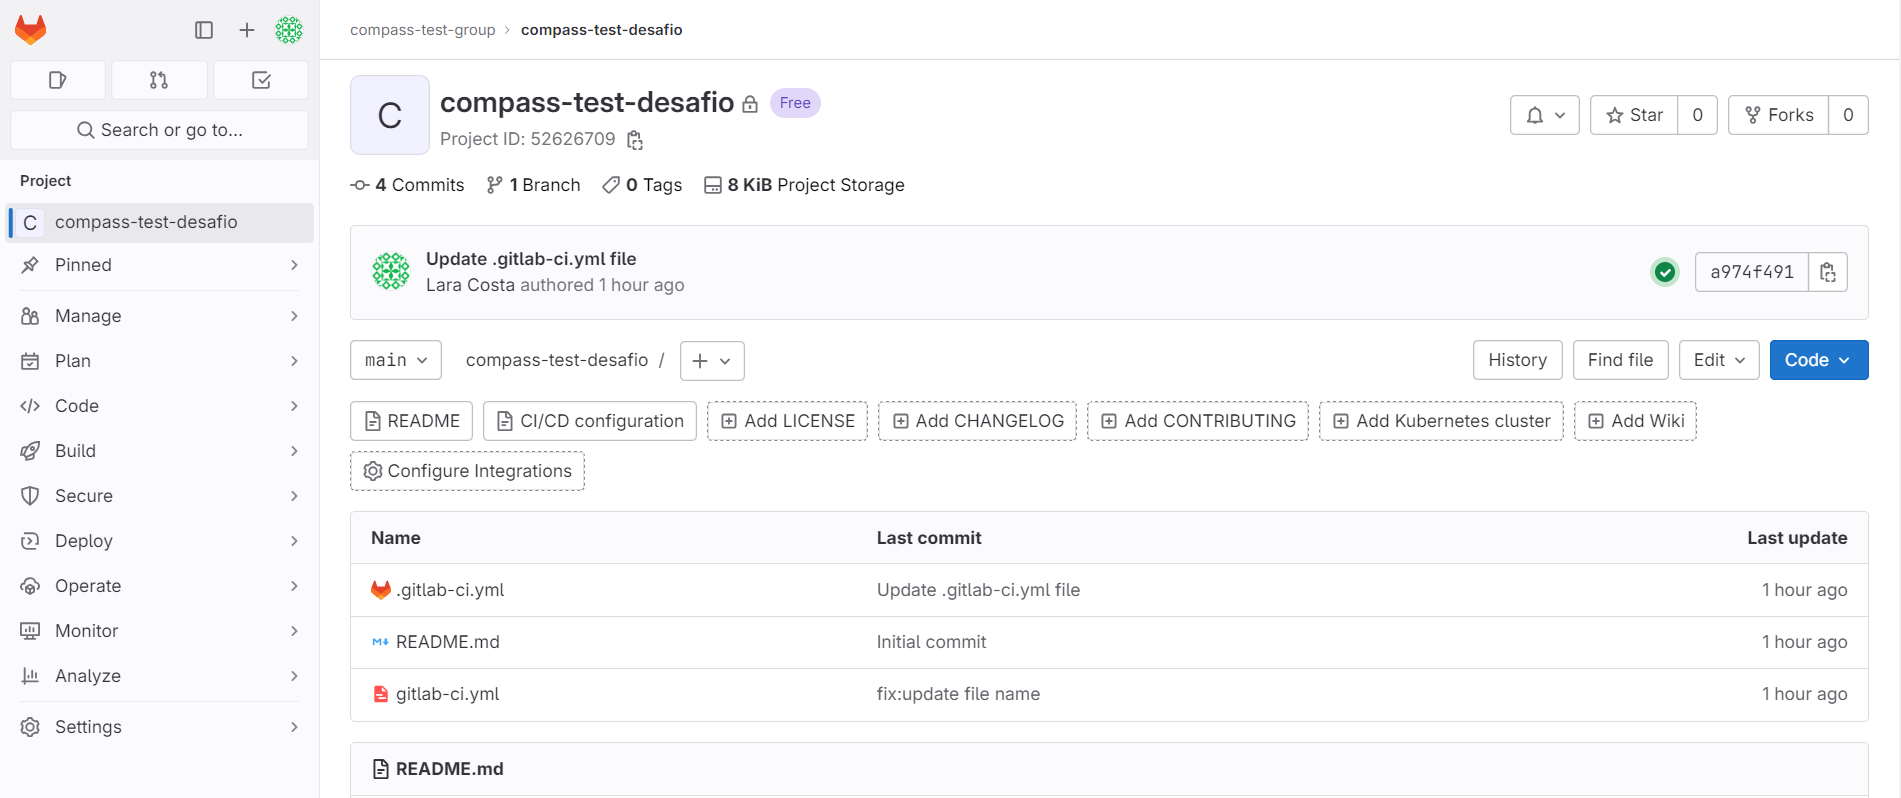 Search or go to...
Project
C compass-test-desafio
Pinned
Manage
Plan
Code
Build
Secure
Deploy
Operate
Monitor
Analyze
Settings
compass-test-group › compass-test-desafio
C
compass-test-desafio Free
Project ID: 52626709
Star 0 Forks 0
4 Commits 1 Branch 0 Tags 8 KiB Project Storage
Update .gitlab-ci.yml file
Lara Costa authored 1 hour ago
a974f491
main compass-test-desafio / History Find file Edit Code
README CI/CD configuration Add LICENSE Add CHANGELOG Add CONTRIBUTING Add Kubernetes cluster Add Wiki
Configure Integrations
Name Last commit Last update
.gitlab-ci.yml Update .gitlab-ci.yml file 1 hour ago
README.md Initial commit 1 hour ago
gitlab-ci.yml fix:update file name 1 hour ago
README.md